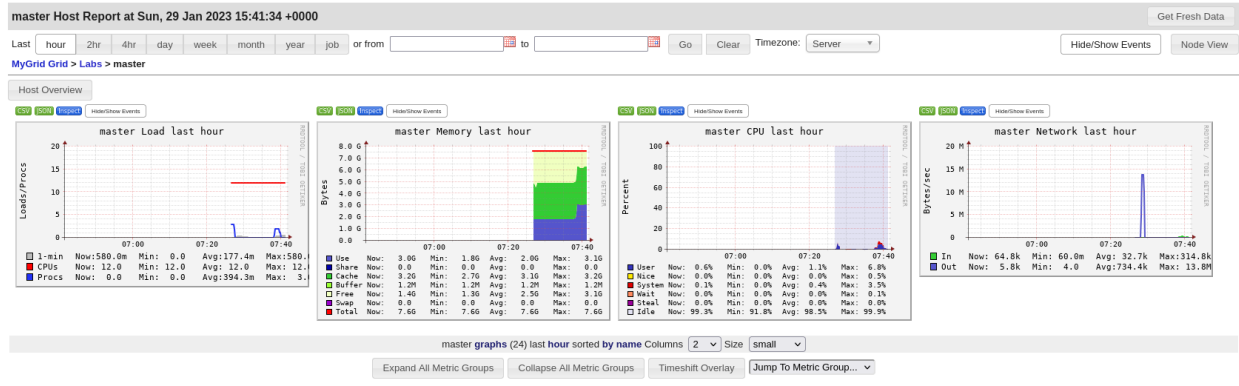 master Host Report at Sun, 29 Jan 2023 15:41:34 +0000 Get Fresh Data
Last hour 2hr 4hr day week month year job or from to Go Clear Timezone: Server Hide/Show Events Node View
MyGrid Grid > Labs > master
Host Overview
CSV JSON Inspect Hide/Show Events CSV JSON Inspect Hide/Show Events CSV JSON Inspect Hide/Show Events CSV JSON Inspect Hide/Show Events
master Load last hour
RRDTOOL / TOBI OETIKER
Loads/Procs
20
15
10
5
0
07:00 07:20 07:40
1-min Now:580.0m Min: 0.0 Avg:177.4m Max:580.
CPUs Now: 12.0 Min: 12.0 Avg: 12.0 Max: 12.
Procs Now: 0.0 Min: 0.0 Avg:394.3m Max: 3.
master Memory last hour
RRDTOOL / TOBI OETIKER
Bytes
8.0 G
7.0 G
6.0 G
5.0 G
4.0 G
3.0 G
2.0 G
1.0 G
0.0
07:00 07:20 07:40
Use Now: 3.0G Min: 1.8G Avg: 2.0G Max: 3.1G
Share Now: 0.0 Min: 0.0 Avg: 0.0 Max: 0.0
Cache Now: 3.2G Min: 2.7G Avg: 3.1G Max: 3.2G
Buffer Now: 1.2M Min: 1.2M Avg: 1.2M Max: 1.2M
Free Now: 1.4G Min: 1.3G Avg: 2.5G Max: 3.1G
Swap Now: 0.0 Min: 0.0 Avg: 0.0 Max: 0.0
Total Now: 7.6G Min: 7.6G Avg: 7.6G Max: 7.6G
master CPU last hour
RRDTOOL / TOBI OETIKER
Percent
100
80
60
40
20
0
07:00 07:20 07:40
User Now: 0.6% Min: 0.0% Avg: 1.1% Max: 6.8%
Nice Now: 0.0% Min: 0.0% Avg: 0.0% Max: 0.5%
System Now: 0.1% Min: 0.0% Avg: 0.4% Max: 3.5%
Wait Now: 0.0% Min: 0.0% Avg: 0.0% Max: 0.1%
Steal Now: 0.0% Min: 0.0% Avg: 0.0% Max: 0.0%
Idle Now: 99.3% Min: 91.8% Avg: 98.5% Max: 99.9%
master Network last hour
RRDTOOL / TOBI OETIKER
Bytes/sec
20 M
15 M
10 M
5 M
0
07:00 07:20 07:40
In Now: 64.8k Min: 60.0m Avg: 32.7k Max:314.8k
Out Now: 5.8k Min: 4.0 Avg:734.4k Max: 13.8M
master graphs (24) last hour sorted by name Columns 2 Size small
Expand All Metric Groups Collapse All Metric Groups Timeshift Overlay Jump To Metric Group...